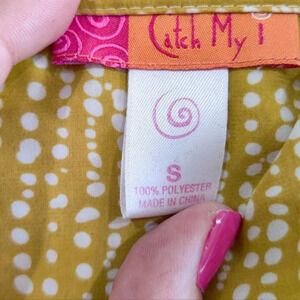 Catch My i
S
100% POLYESTER
MADE IN CHINA